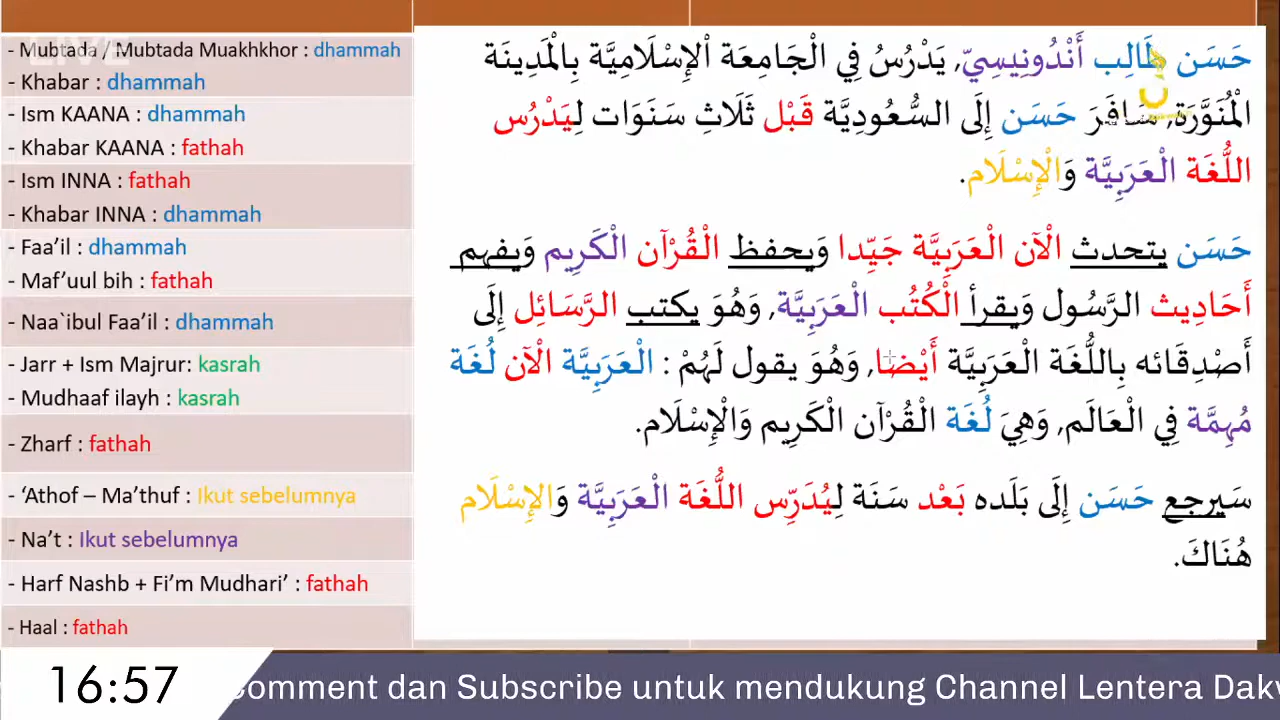 LIVE
- Mubtada / Mubtada Muakhkhor : dhammah
- Khabar : dhammah
- Ism KAANA : dhammah
- Khabar KAANA : fathah
- Ism INNA : fathah
- Khabar INNA : dhammah
- Faa'il : dhammah
- Maf'uul bih : fathah
- Naa`ibul Faa'il : dhammah
- Jarr + Ism Majrur: kasrah
- Mudhaaf ilayh : kasrah
- Zharf : fathah
- 'Athof – Ma'thuf : Ikut sebelumnya
- Na't : Ikut sebelumnya
- Harf Nashb + Fi'm Mudhari' : fathah
- Haal : fathah
حَسَن طَالِب أَنْدُونِيسِيّ, يَدْرُسُ فِي الْجَامِعَة اْلإِسْلَامِيَّة بِالْمَدِينَة
الْمُنَوَّرَة, سَافَرَ حَسَن إِلَى السُّعُودِيَّة قَبْل ثَلَاثِ سَنَوَات لِيَدْرُس
اللُّغَة الْعَرَبِيَّة وَالْإِسْلَام.
حَسَن يتحدث الْآن الْعَرَبِيَّة جَيِّدا وَيحفظ الْقُرْآن الْكَرِيم وَيفهم
أَحَادِيث الرَّسُول وَيقرأ الْكُتُب الْعَرَبِيَّة, وَهُوَ يكتب الرَّسَائِل إِلَى
أَصْدِقَائه بِاللُّغَة الْعَرَبِيَّة أَيْضا, وَهُوَ يقول لَهُمْ : الْعَرَبِيَّة الْآن لُغَة
مُهِمَّة فِي الْعَالَم, وَهِيَ لُغَة الْقُرْآن الْكَرِيم وَالْإِسْلَام.
سَيرجع حَسَن إِلَى بَلَده بَعْد سَنَة لِيُدَرِّس اللُّغَة الْعَرَبِيَّة وَالإِسْلَام
هُنَاكَ.
16:57
Comment dan Subscribe untuk mendukung Channel Lentera